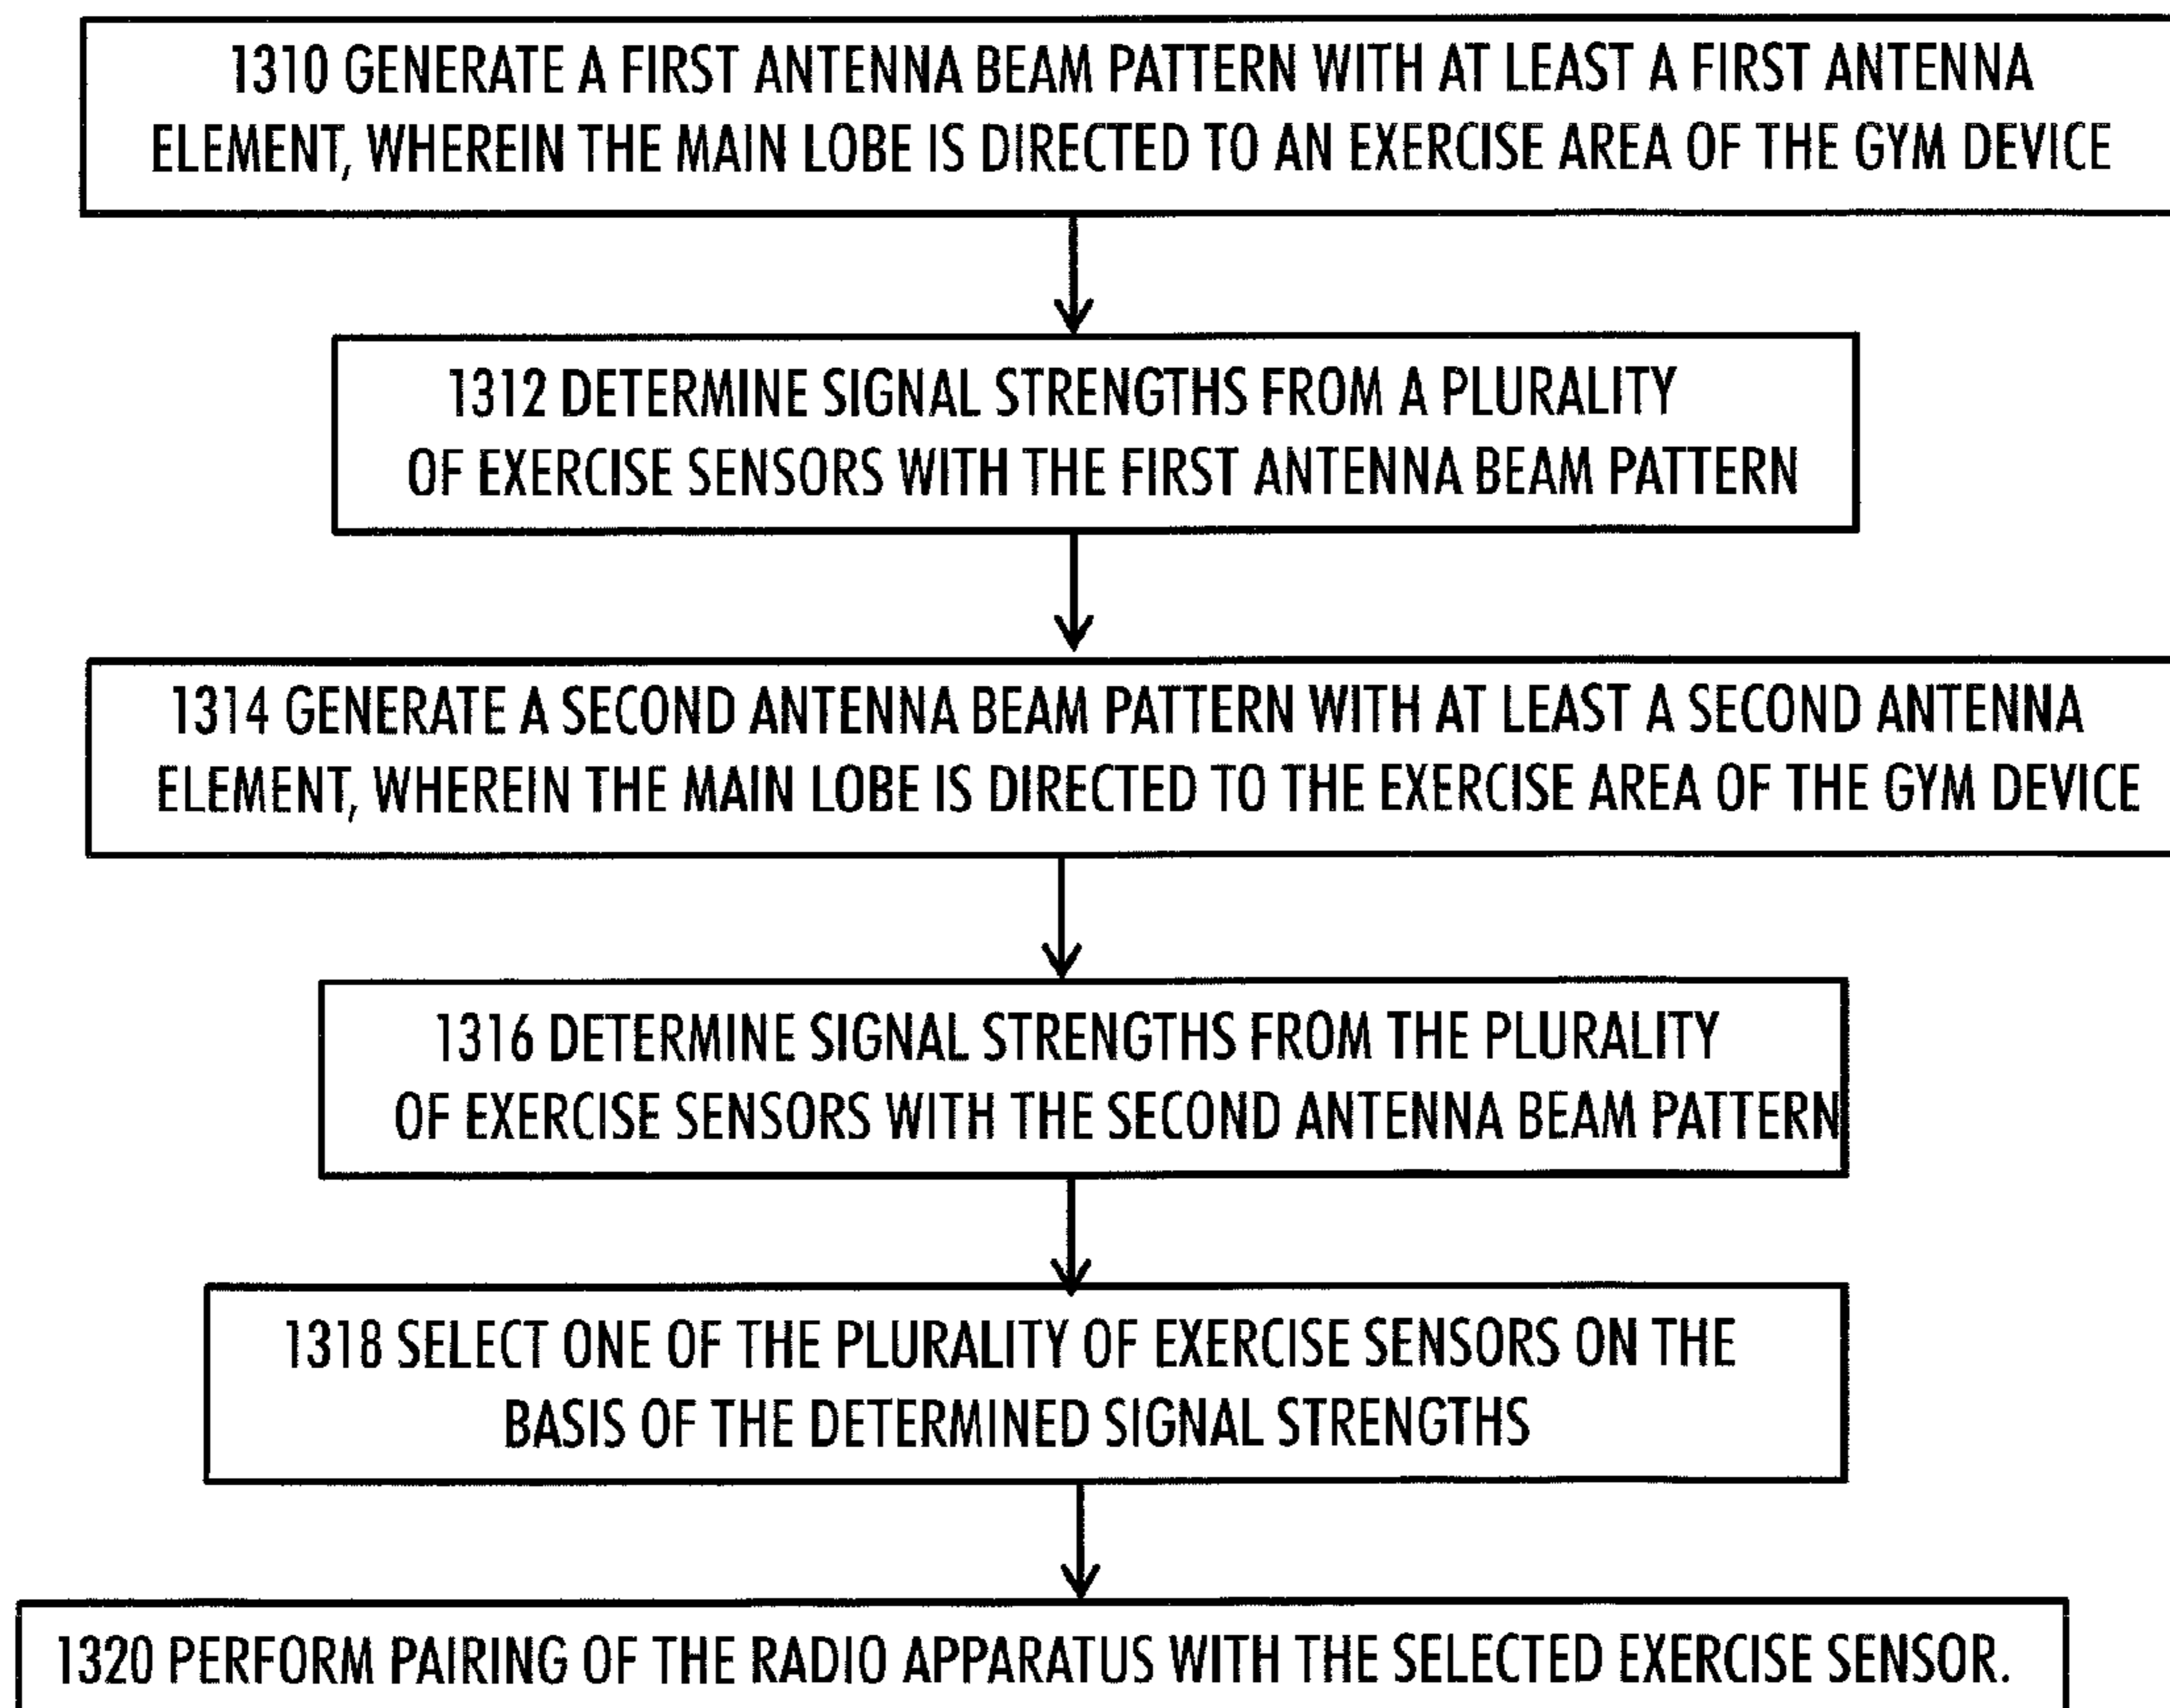 1310 GENERATE A FIRST ANTENNA BEAM PATTERN WITH AT LEAST A FIRST ANTENNA
ELEMENT, WHEREIN THE MAIN LOBE IS DIRECTED TO AN EXERCISE AREA OF THE GYM DEVICE
1312 DETERMINE SIGNAL STRENGTHS FROM A PLURALITY
OF EXERCISE SENSORS WITH THE FIRST ANTENNA BEAM PATTERN
1314 GENERATE A SECOND ANTENNA BEAM PATTERN WITH AT LEAST A SECOND ANTENNA
ELEMENT, WHEREIN THE MAIN LOBE IS DIRECTED TO THE EXERCISE AREA OF THE GYM DEVICE
1316 DETERMINE SIGNAL STRENGTHS FROM THE PLURALITY
OF EXERCISE SENSORS WITH THE SECOND ANTENNA BEAM PATTERN
1318 SELECT ONE OF THE PLURALITY OF EXERCISE SENSORS ON THE
BASIS OF THE DETERMINED SIGNAL STRENGTHS
1320 PERFORM PAIRING OF THE RADIO APPARATUS WITH THE SELECTED EXERCISE SENSOR.